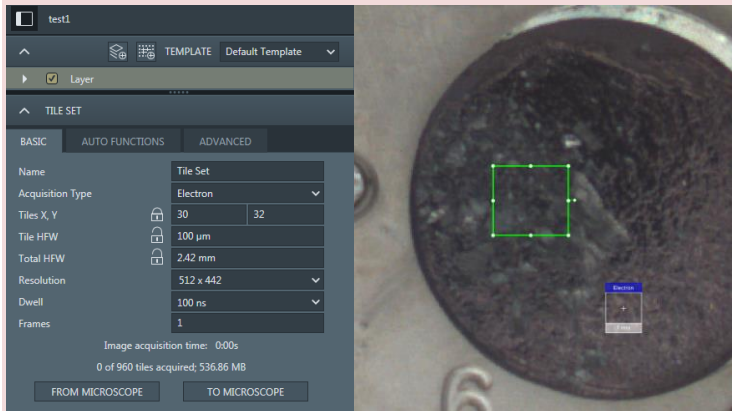 test1
TEMPLATE Default Template
Layer
TILE SET
BASIC AUTO FUNCTIONS ADVANCED
Name Tile Set
Acquisition Type Electron
Tiles X, Y 30 32
Tile HFW 100 µm
Total HFW 2.42 mm
Resolution 512 x 442
Dwell 100 ns
Frames 1
Image acquisition time: 0:00s
0 of 960 tiles acquired; 536.86 MB
FROM MICROSCOPE TO MICROSCOPE
Electron
6